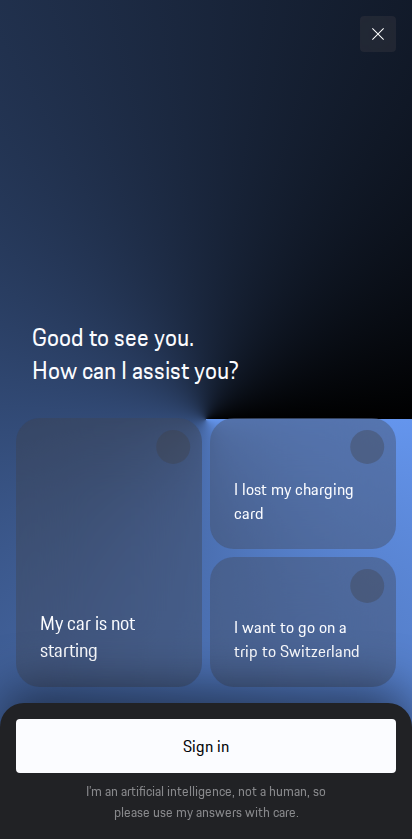 Good to see you.
How can I assist you?
I lost my charging
card
My car is not
starting
I want to go on a
trip to Switzerland
Sign in
I'm an artificial intelligence, not a human, so
please use my answers with care.